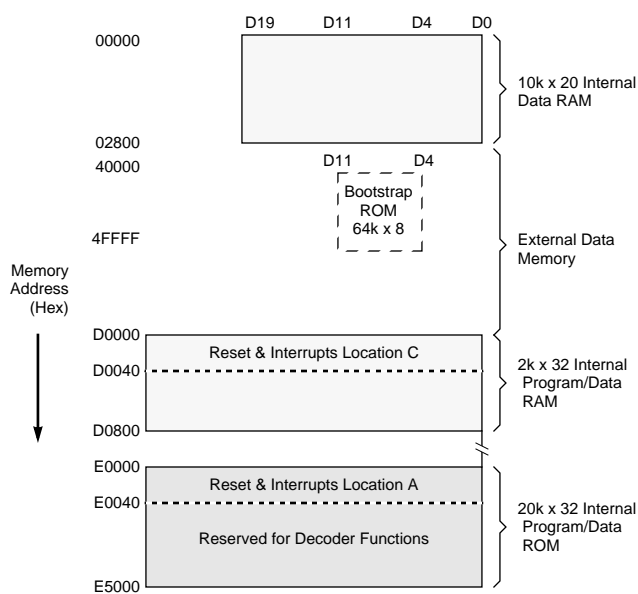 D19 D11 D4 D0
00000
10k x 20 Internal
Data RAM
02800
40000
D11 D4
Bootstrap
ROM
64k x 8
4FFFF
External Data
Memory
Memory
Address
(Hex)
D0000
Reset & Interrupts Location C
D0040
2k x 32 Internal
Program/Data
RAM
D0800
E0000
Reset & Interrupts Location A
E0040
20k x 32 Internal
Program/Data
ROM
Reserved for Decoder Functions
E5000